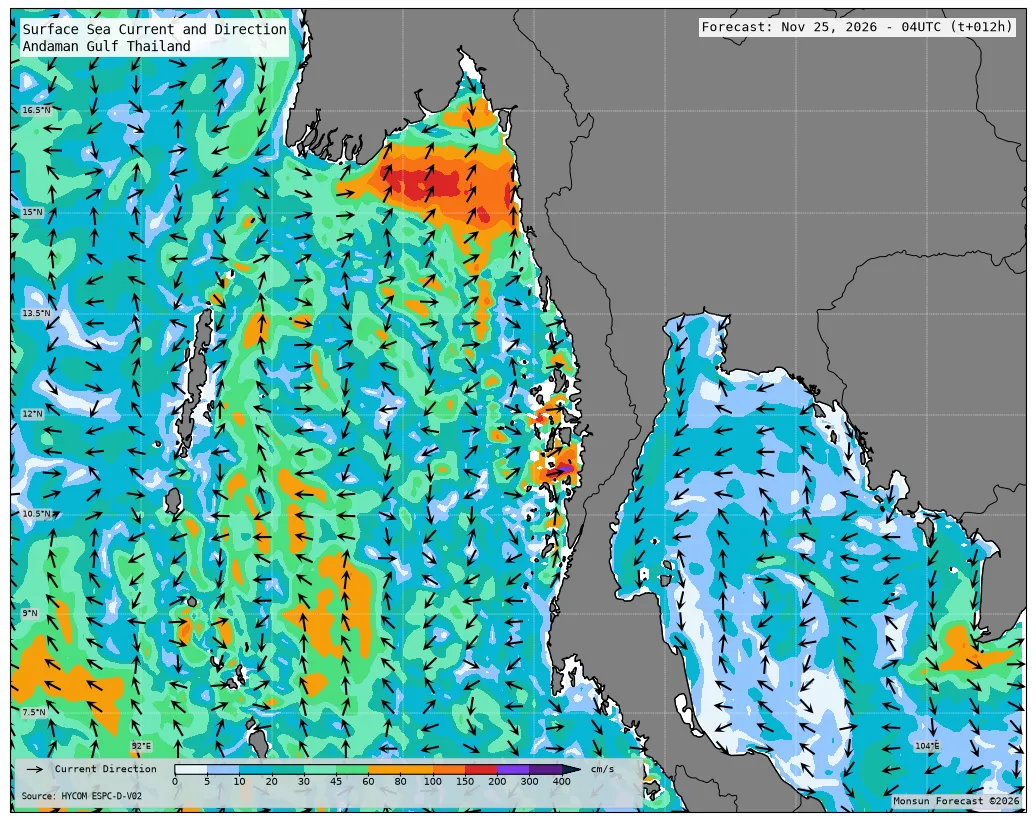 Surface Sea Current and Direction
Andaman Gulf Thailand
Forecast: Nov 25, 2026 - 04UTC (t+012h)
16.5°N
15°N
13.5°N
12°N
10.5°N
9°N
7.5°N
92°E
104°E
Current Direction
0 5 10 20 30 45 60 80 100 150 200 300 400 cm/s
Source: HYCOM ESPC-D-V02
Monsun Forecast ©2026